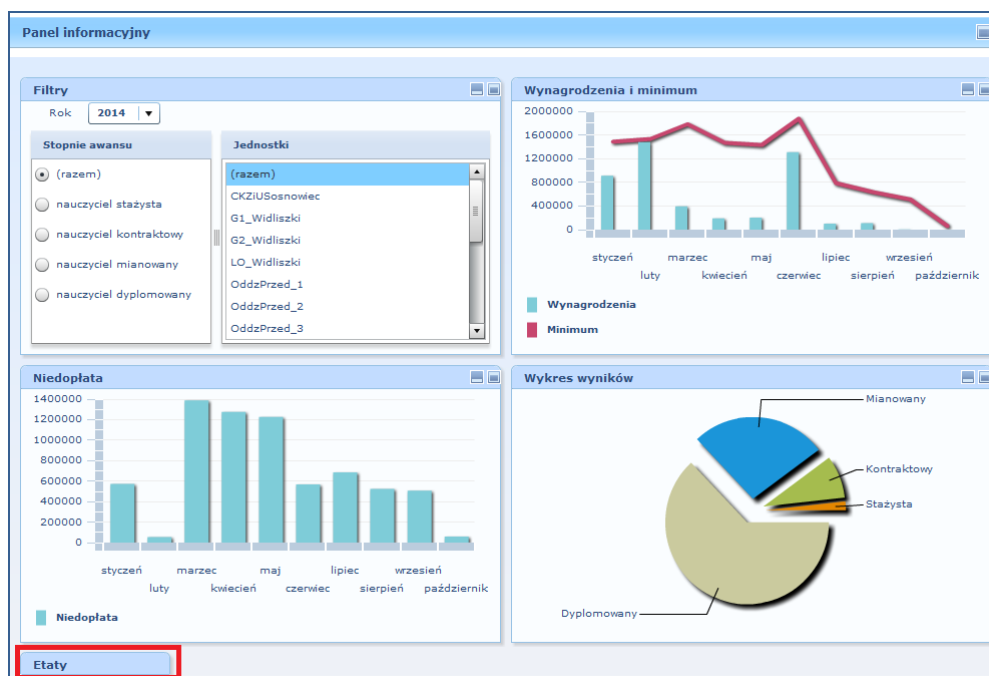 Panel informacyjny
Filtry
Rok 2014
Stopnie awansu
(razem)
nauczyciel stażysta
nauczyciel kontraktowy
nauczyciel mianowany
nauczyciel dyplomowany
Jednostki
(razem)
CKZiUSosnowiec
G1_Widliszki
G2_Widliszki
LO_Widliszki
OddzPrzed_1
OddzPrzed_2
OddzPrzed_3
Wynagrodzenia i minimum
2000000
1600000
1200000
800000
400000
0
styczeń marzec maj lipiec wrzesień
luty kwiecień czerwiec sierpień październik
Wynagrodzenia
Minimum
Niedopłata
1400000
1200000
1000000
800000
600000
400000
200000
0
styczeń marzec maj lipiec wrzesień
luty kwiecień czerwiec sierpień październik
Niedopłata
Wykres wyników
Mianowany
Kontraktowy
Stażysta
Dyplomowany
Etaty